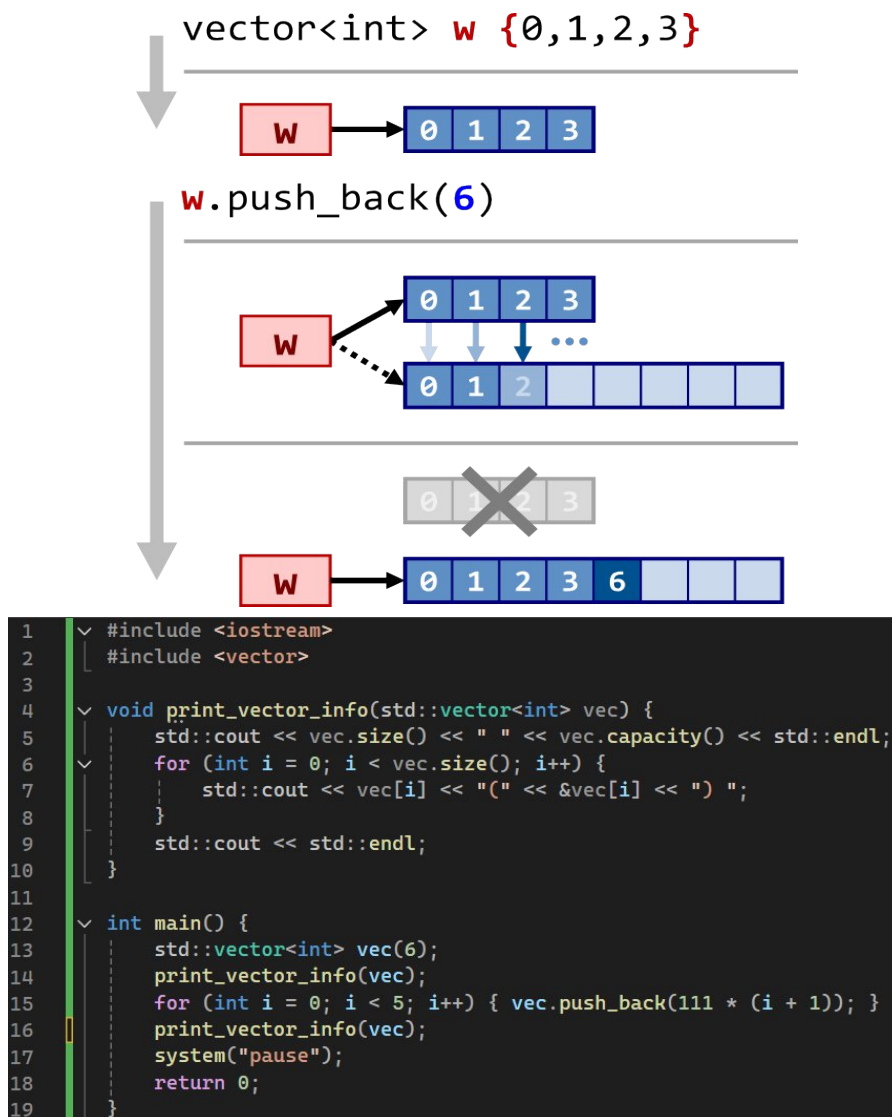 vector<int> w {0,1,2,3}
w 0 1 2 3
w.push_back(6)
0 1 2 3
w
...
0 1 2
0 1 2 3
w 0 1 2 3 6
1 #include <iostream>
2 #include <vector>
3
4 void print_vector_info(std::vector<int> vec) {
5 std::cout << vec.size() << " " << vec.capacity() << std::endl;
6 for (int i = 0; i < vec.size(); i++) {
7 std::cout << vec[i] << "(" << &vec[i] << ") ";
8 }
9 std::cout << std::endl;
10 }
11
12 int main() {
13 std::vector<int> vec(6);
14 print_vector_info(vec);
15 for (int i = 0; i < 5; i++) { vec.push_back(111 * (i + 1)); }
16 print_vector_info(vec);
17 system("pause");
18 return 0;
19 }